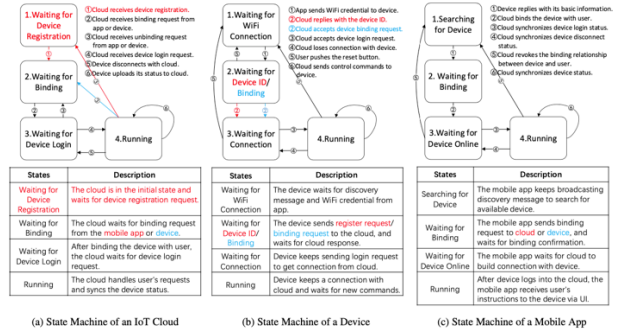 1.Waiting for
Device
Registration
2.Waiting for
Binding
3.Waiting for
Device Login
4.Running
①Cloud receives device registration.
②Cloud receives binding request from
app or device.
③Cloud receives unbinding request
from app or device.
④Cloud receives device login request.
⑤Device disconnects with cloud.
⑥Device uploads its status to cloud.
States Description
Waiting for
Device
Registration
The cloud is in the initial state and
waits for device registration request.
Waiting for
Binding
The cloud waits for binding request
from the mobile app or device.
Waiting for
Device Login
After binding the device with user,
the cloud waits for device login
request.
Running
The cloud handles user's requests
and syncs the device status.
(a) State Machine of an IoT Cloud
1.Waiting for
WiFi
Connection
2.Waiting for
Device ID/
Binding
3.Waiting for
Connection
4.Running
①App sends WiFi credential to device.
②Cloud replies with the device ID.
②Cloud accepts device binding request.
③Cloud accepts device login request.
④Cloud loses connection with device.
⑤User pushes the reset button.
⑥Cloud sends control commands to
device.
States Description
Waiting for
WiFi
Connection
The device waits for discovery
message and WiFi credential from
app.
Waiting for
Device ID/
Binding
The device sends register request/
binding request to the cloud, and
waits for cloud response.
Waiting for
Connection
Device keeps sending login request
to get connection from cloud.
Running
Device keeps a connection with
cloud and waits for new commands.
(b) State Machine of a Device
1.Searching
for Device
2. Waiting for
Binding
3.Waiting for
Device Online
4.Running
①Device replies with its basic information.
②Cloud binds the device with user.
③Cloud synchronizes device login status.
④Cloud synchronizes device disconnect
status.
⑤Cloud revokes the binding relationship
between device and user.
⑥Cloud synchronizes device status.
States Description
Searching for
Device
The mobile app keeps broadcasting
discovery message to search for
available device.
Waiting for
Binding
The mobile app sends binding
request to cloud or device, and
waits for binding confirmation.
Waiting for
Device Online
The mobile app waits for cloud to
build connection with device.
Running
After device logs into the cloud, the
mobile app receives user's
instructions to the device via UI.
(c) State Machine of a Mobile App